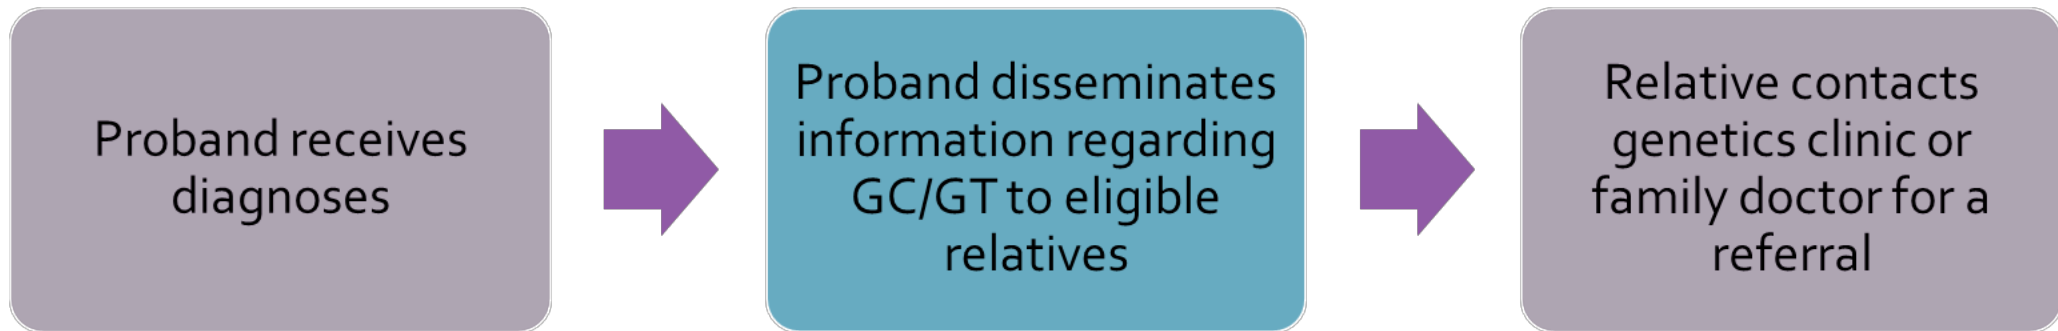 Proband receives
diagnoses
Proband disseminates
information regarding
GC/GT to eligible
relatives
Relative contacts
genetics clinic or
family doctor for a
referral